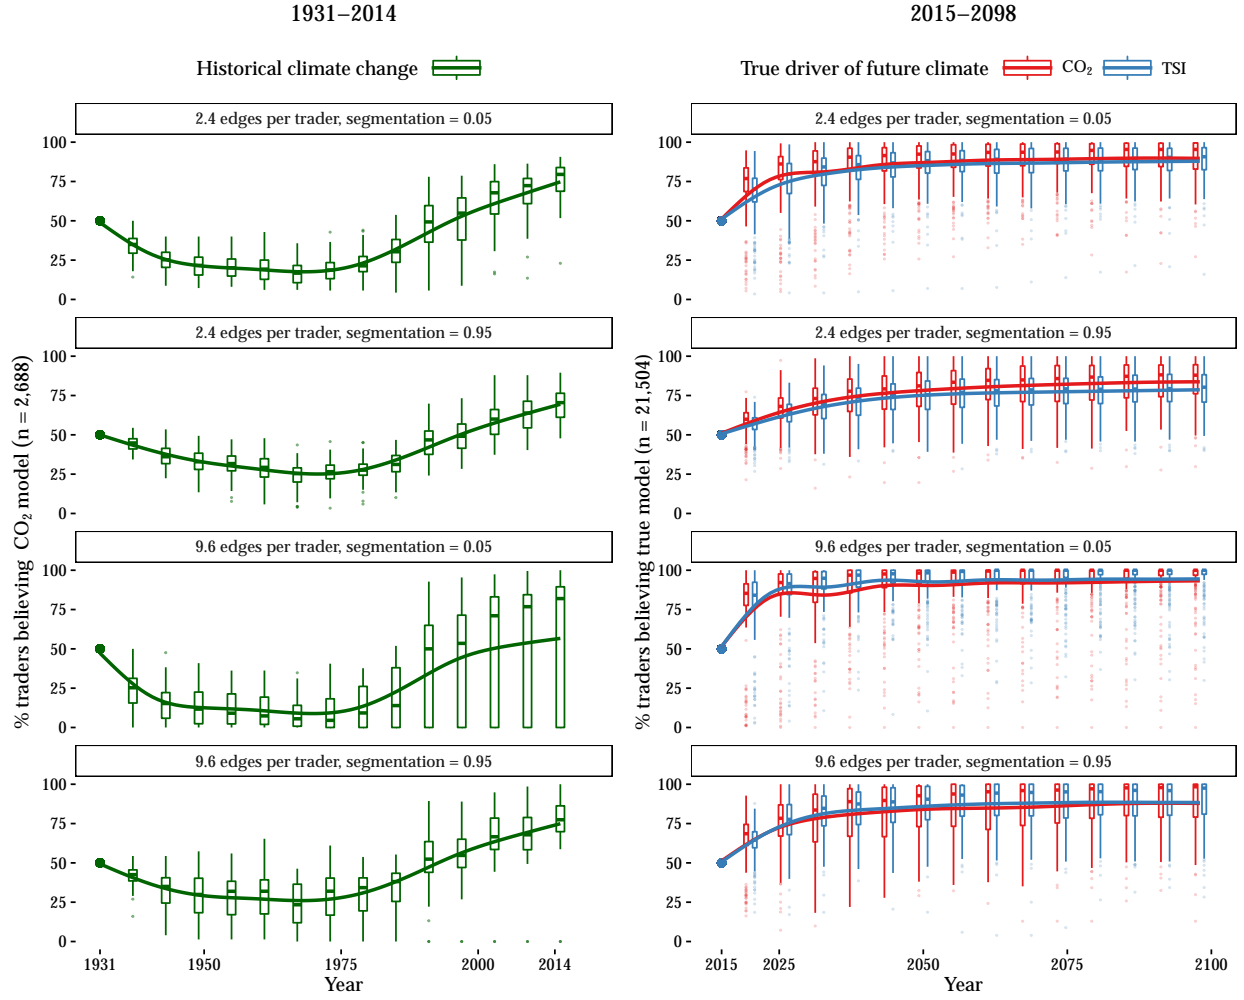 1931–2014
2015–2098
Historical climate change
True driver of future climate CO₂ TSI
% traders believing CO₂ model (n = 2,688)
2.4 edges per trader, segmentation = 0.05
100
75
50
25
0
2.4 edges per trader, segmentation = 0.95
100
75
50
25
0
9.6 edges per trader, segmentation = 0.05
100
75
50
25
0
9.6 edges per trader, segmentation = 0.95
100
75
50
25
0
1931 1950 1975 2000 2014
Year
% traders believing true model (n = 21,504)
2.4 edges per trader, segmentation = 0.05
100
75
50
25
0
2.4 edges per trader, segmentation = 0.95
100
75
50
25
0
9.6 edges per trader, segmentation = 0.05
100
75
50
25
0
9.6 edges per trader, segmentation = 0.95
100
75
50
25
0
2015 2025 2050 2075 2100
Year